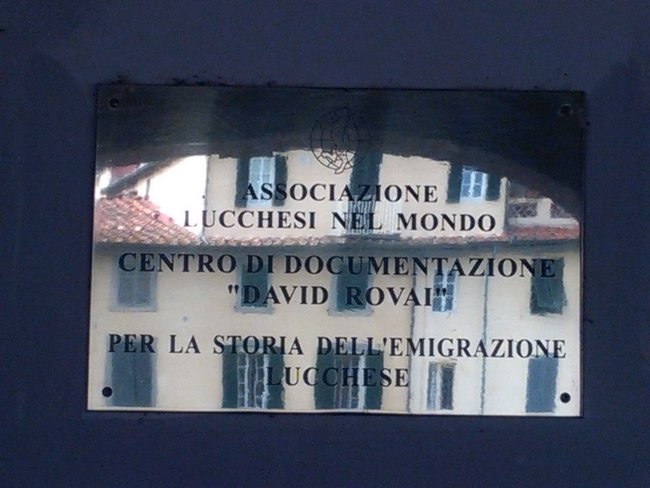 ASSOCIAZIONE
LUCCHESI NEL MONDO
CENTRO DI DOCUMENTAZIONE
"DAVID ROVAI"
PER LA STORIA DELL'EMIGRAZIONE
LUCCHESE